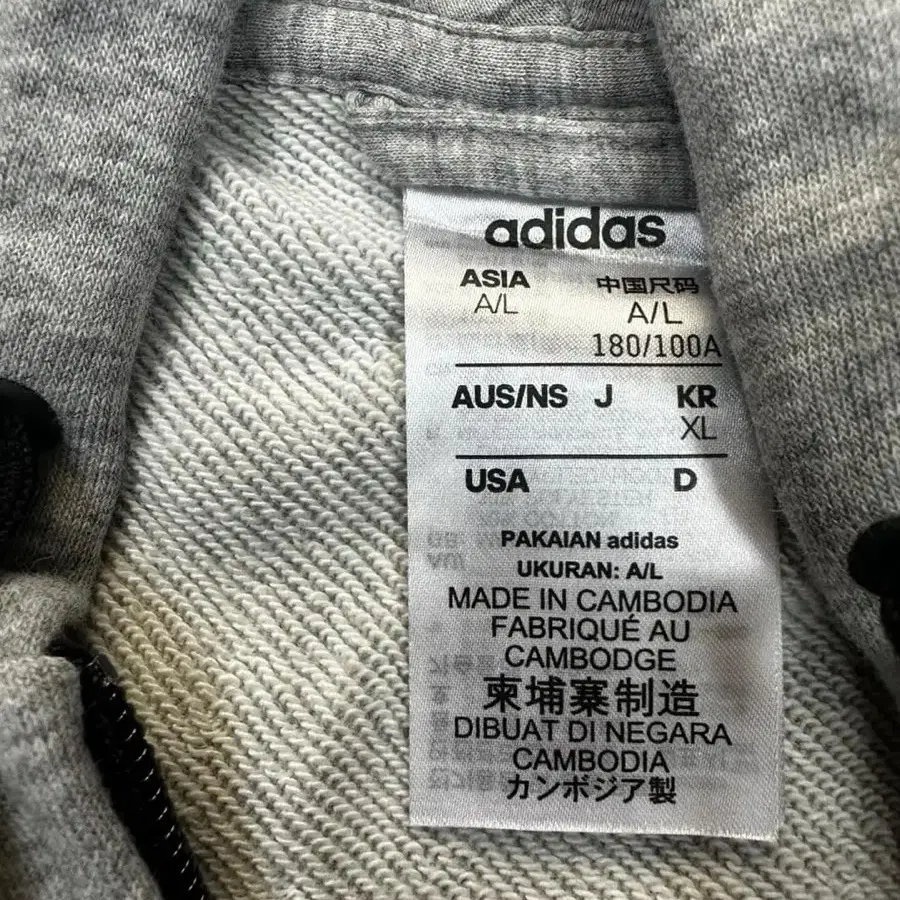 adidas
ASIA 中国尺码
A/L A/L
180/100A
AUS/NS J KR
XL
USA D
PAKAIAN adidas
UKURAN: A/L
MADE IN CAMBODIA
FABRIQUÉ AU
CAMBODGE
柬埔寨制造
DIBUAT DI NEGARA
CAMBODIA
カンボジア製